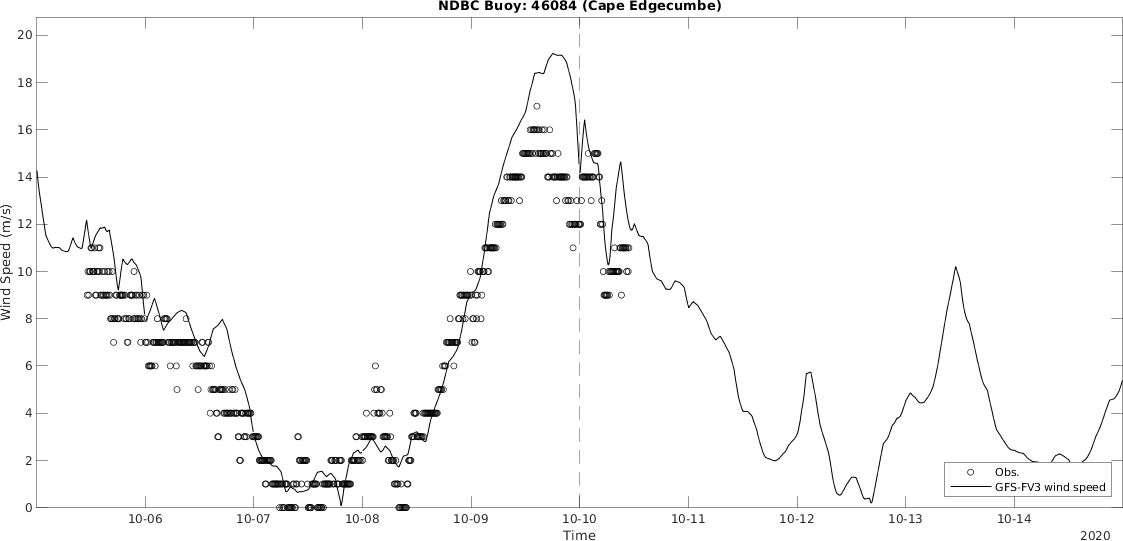 NDBC Buoy: 46084 (Cape Edgecumbe)
20
18
16
14
12
10
8
6
4
2
0
Wind Speed (m/s)
Obs.
GFS-FV3 wind speed
10-06 10-07 10-08 10-09 10-10 10-11 10-12 10-13 10-14
Time
2020